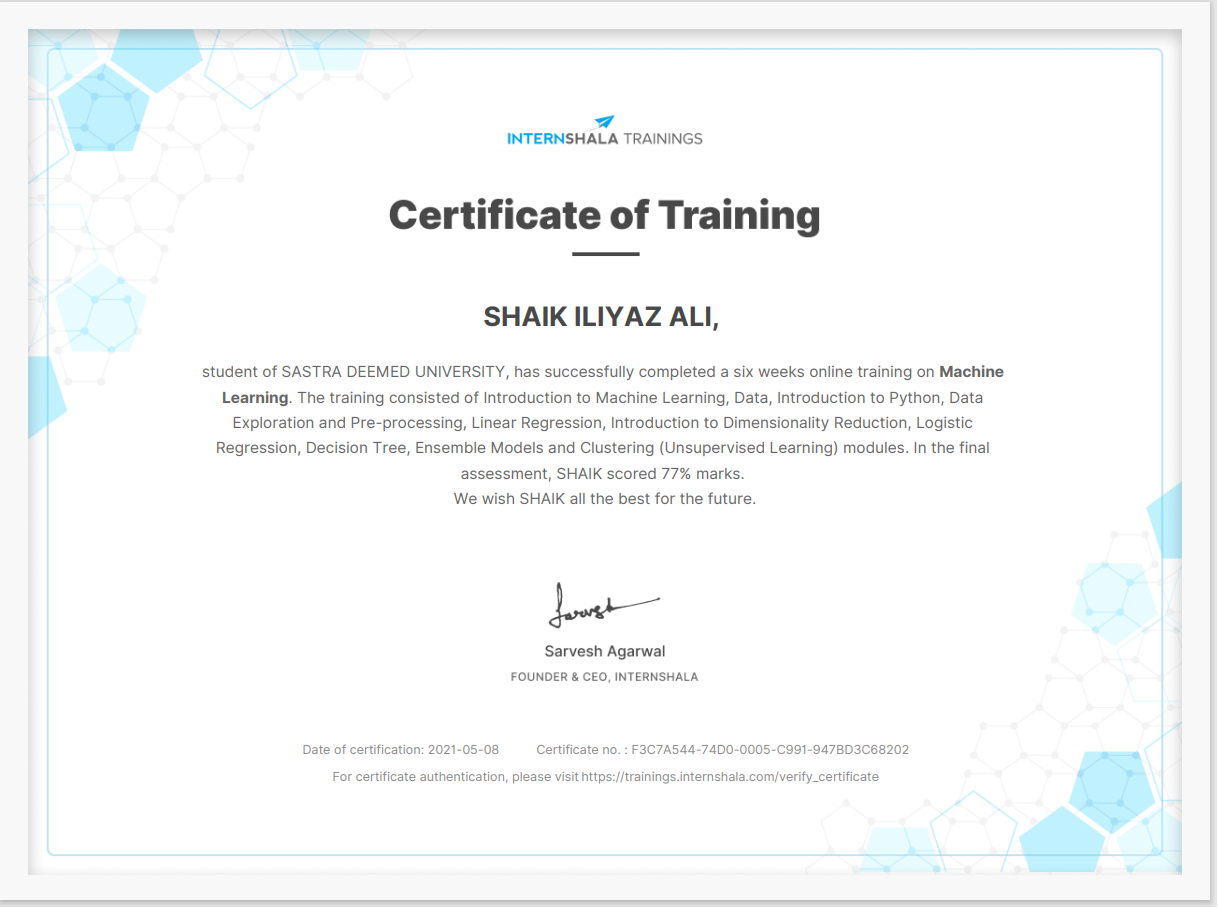 INTERNSHALA TRAININGS
Certificate of Training
SHAIK ILIYAZ ALI,
student of SASTRA DEEMED UNIVERSITY, has successfully completed a six weeks online training on Machine
Learning. The training consisted of Introduction to Machine Learning, Data, Introduction to Python, Data
Exploration and Pre-processing, Linear Regression, Introduction to Dimensionality Reduction, Logistic
Regression, Decision Tree, Ensemble Models and Clustering (Unsupervised Learning) modules. In the final
assessment, SHAIK scored 77% marks.
We wish SHAIK all the best for the future.
Sarvesh
Sarvesh Agarwal
FOUNDER & CEO, INTERNSHALA
Date of certification: 2021-05-08 Certificate no. : F3C7A544-74D0-0005-C991-947BD3C68202
For certificate authentication, please visit https://trainings.internshala.com/verify_certificate